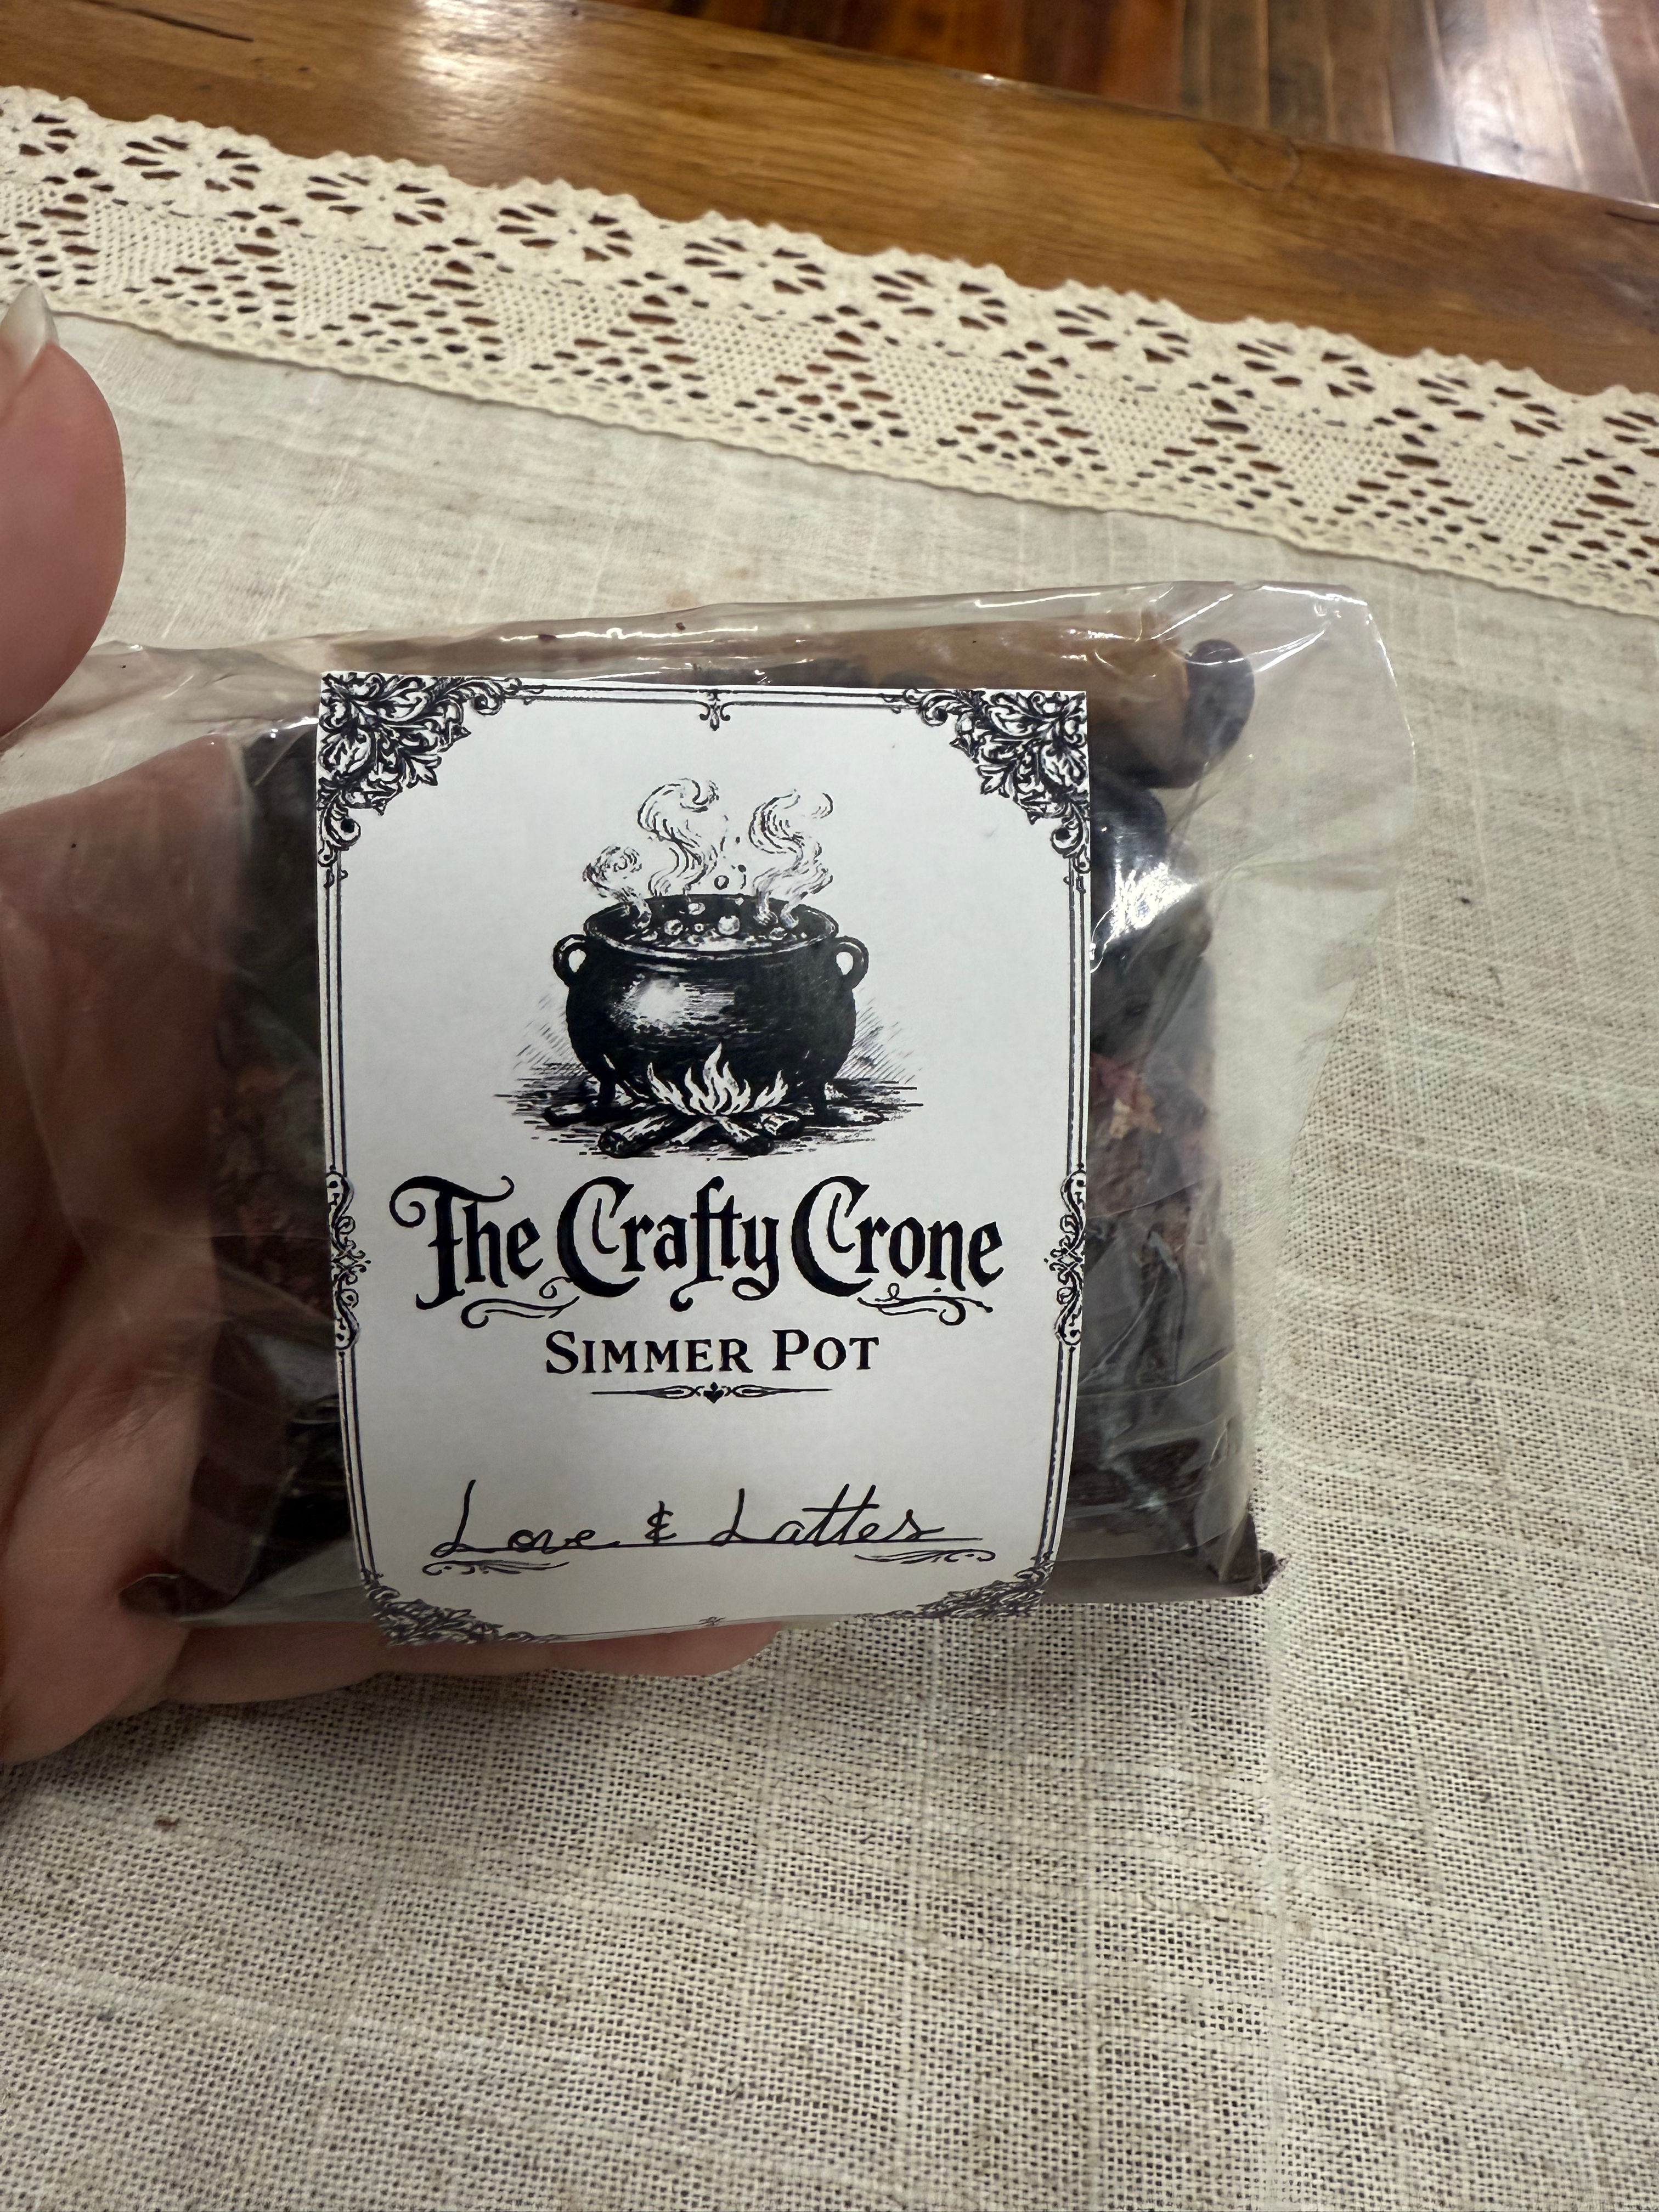 The Crafty Crone
SIMMER POT
Love & Lattes